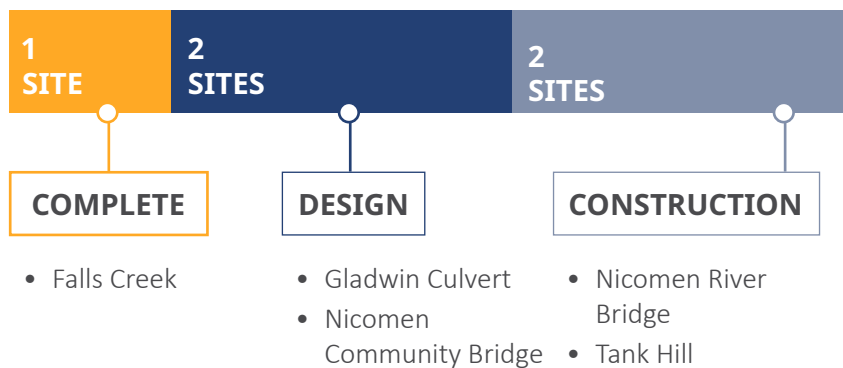 1
SITE
2
SITES
2
SITES
COMPLETE
DESIGN
CONSTRUCTION
• Falls Creek
• Gladwin Culvert
• Nicomen
Community Bridge
• Nicomen River
Bridge
• Tank Hill